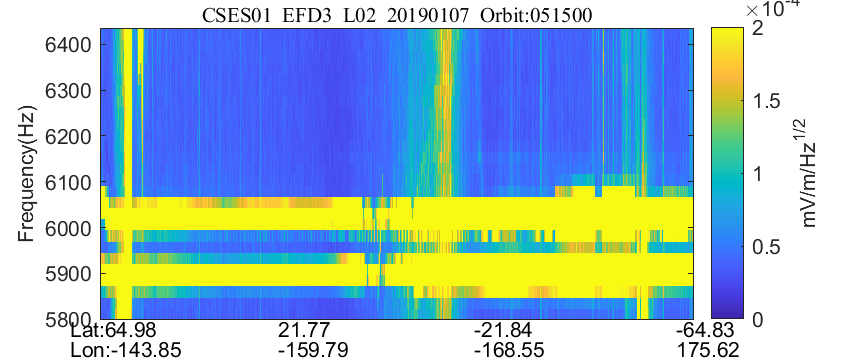 CSES01 EFD3 L02 20190107 Orbit:051500
×10⁻⁴
6400
6300
6200
6100
6000
5900
5800
Frequency(Hz)
2
1.5
1
0.5
0
mV/m/Hz^1/2
Lat:64.98 21.77 -21.84 -64.83
Lon:-143.85 -159.79 -168.55 175.62